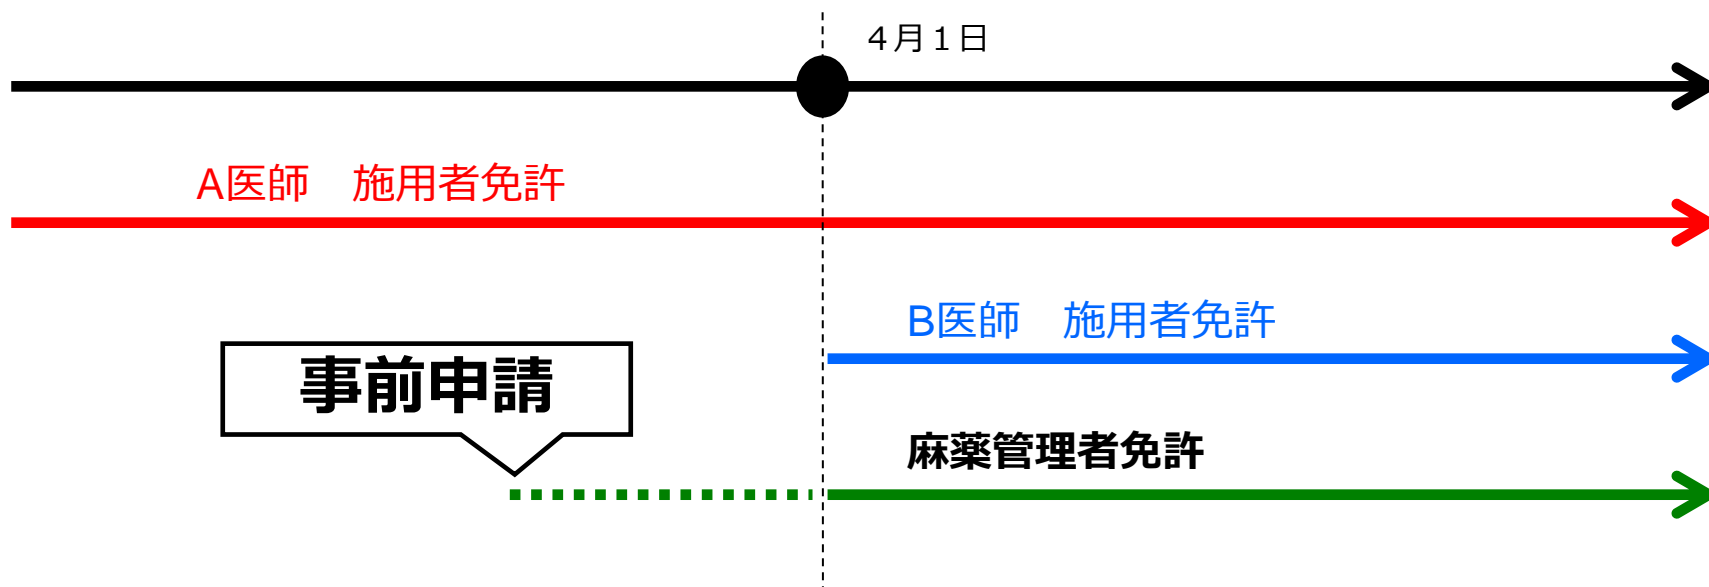 ４月１日
A医師　施用者免許
B医師　施用者免許
事前申請
麻薬管理者免許